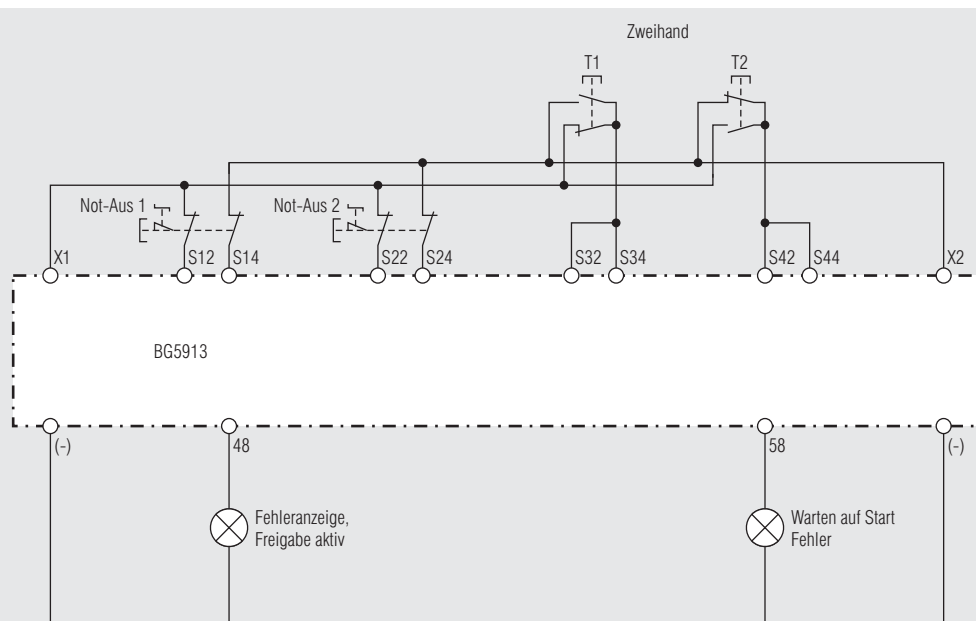 Zweihand
T1
T2
Not-Aus 1
Not-Aus 2
X1
S12
S14
S22
S24
S32
S34
S42
S44
X2
BG5913
(-)
48
58
(-)
Fehleranzeige,
Freigabe aktiv
Warten auf Start
Fehler